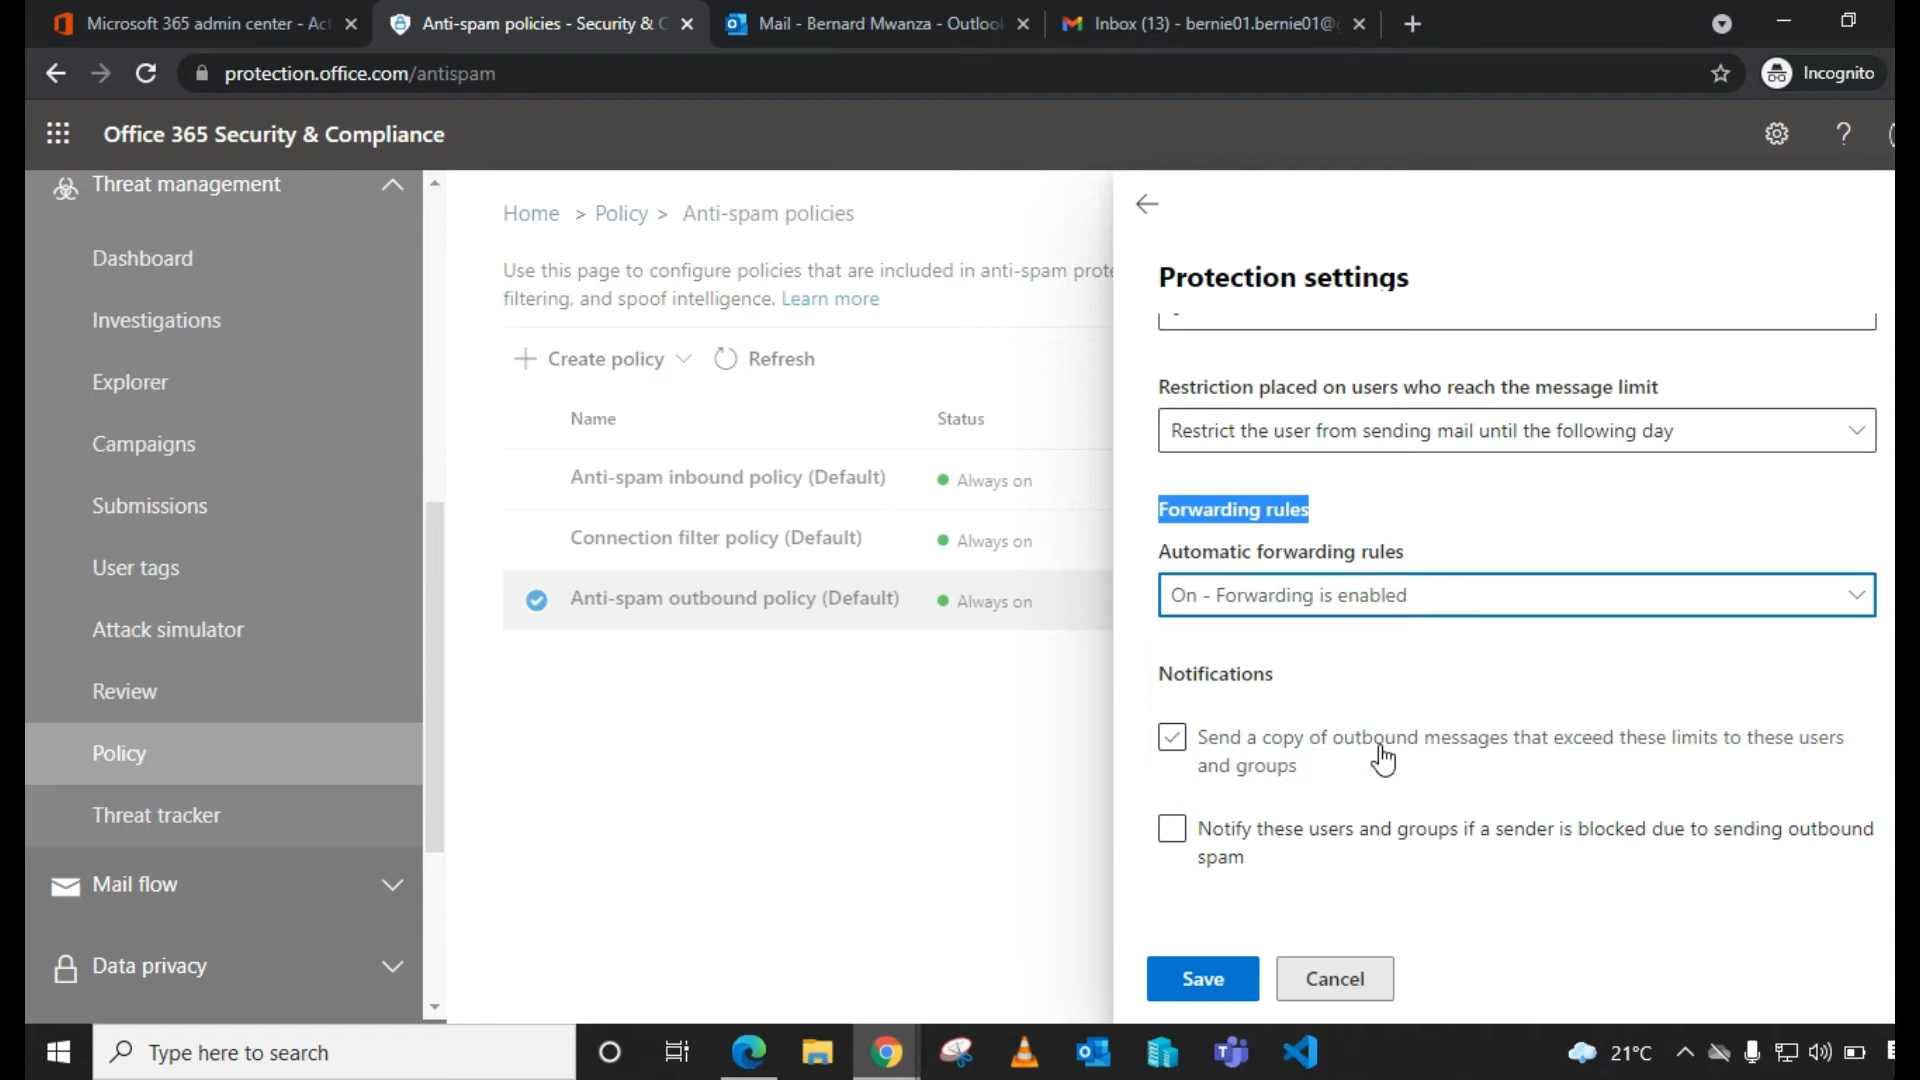 Microsoft 365 admin center - Act
Anti-spam policies - Security & C
Mail - Bernard Mwanza - Outlook
Inbox (13) - bernie01.bernie01@g
protection.office.com/antispam
Incognito
Office 365 Security & Compliance
?
Threat management
Dashboard
Investigations
Explorer
Campaigns
Submissions
User tags
Attack simulator
Review
Policy
Threat tracker
Mail flow
Data privacy
Home > Policy > Anti-spam policies
Use this page to configure policies that are included in anti-spam prote
filtering, and spoof intelligence. Learn more
Create policy
Refresh
Name Status
Anti-spam inbound policy (Default) Always on
Connection filter policy (Default) Always on
Anti-spam outbound policy (Default) Always on
Protection settings
Restriction placed on users who reach the message limit
Restrict the user from sending mail until the following day
Forwarding rules
Automatic forwarding rules
On - Forwarding is enabled
Notifications
Send a copy of outbound messages that exceed these limits to these users
and groups
Notify these users and groups if a sender is blocked due to sending outbound
spam
Save
Cancel
Type here to search
21°C